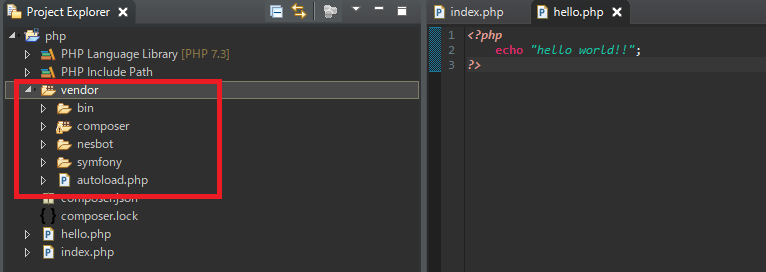 Project Explorer
php
PHP Language Library [PHP 7.3]
PHP Include Path
vendor
bin
composer
nesbot
symfony
autoload.php
composer.json
composer.lock
hello.php
index.php
index.php
hello.php
1 <?php
2 echo "hello world!!";
3 ?>